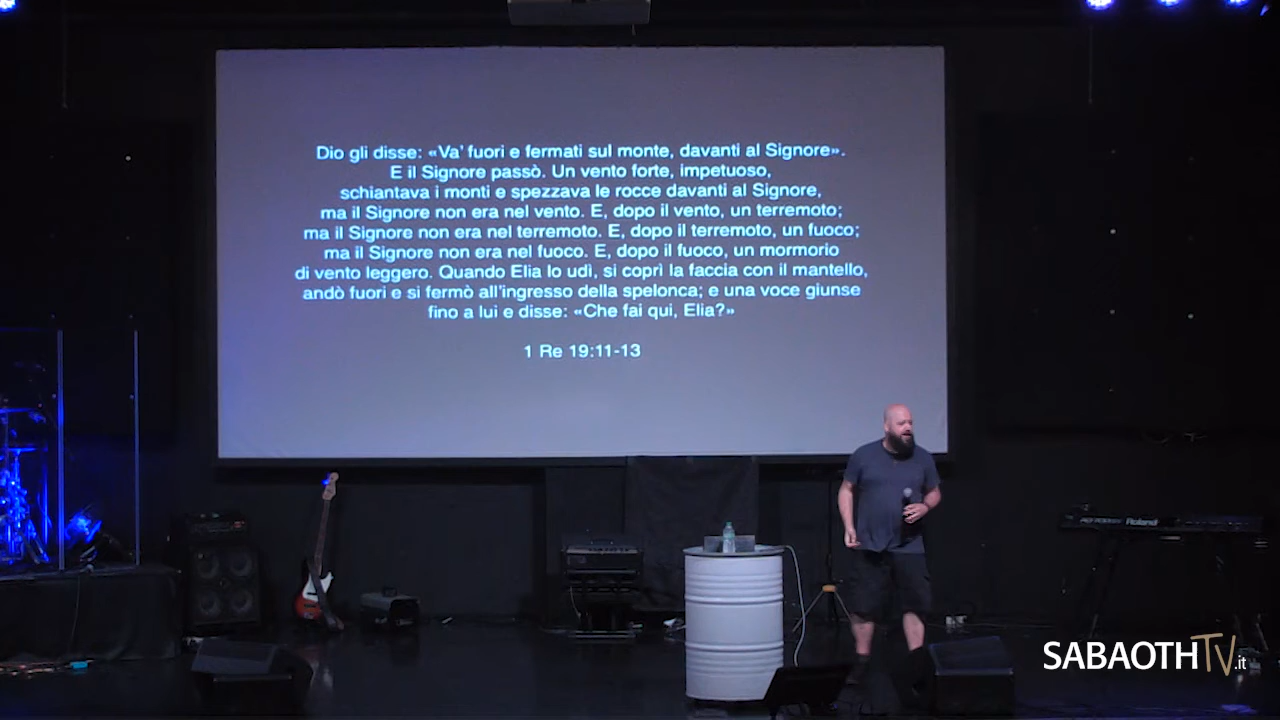 Dio gli disse: «Va' fuori e fermati sul monte, davanti al Signore».
E il Signore passò. Un vento forte, impetuoso,
schiantava i monti e spezzava le rocce davanti al Signore,
ma il Signore non era nel vento. E, dopo il vento, un terremoto;
ma il Signore non era nel terremoto. E, dopo il terremoto, un fuoco;
ma il Signore non era nel fuoco. E, dopo il fuoco, un mormorio
di vento leggero. Quando Elia lo udì, si coprì la faccia con il mantello,
andò fuori e si fermò all'ingresso della spelonca; e una voce giunse
fino a lui e disse: «Che fai qui, Elia?»
1 Re 19:11-13
Roland
SABAOTHTV.it